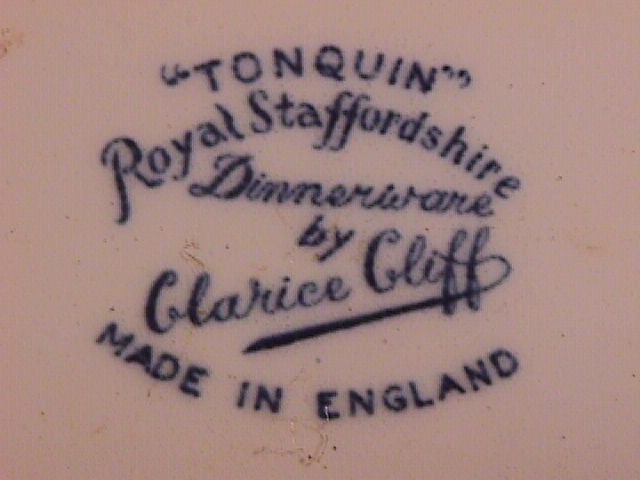 "TONQUIN"
Royal Staffordshire
Dinnerware
by
Clarice Cliff
MADE IN ENGLAND